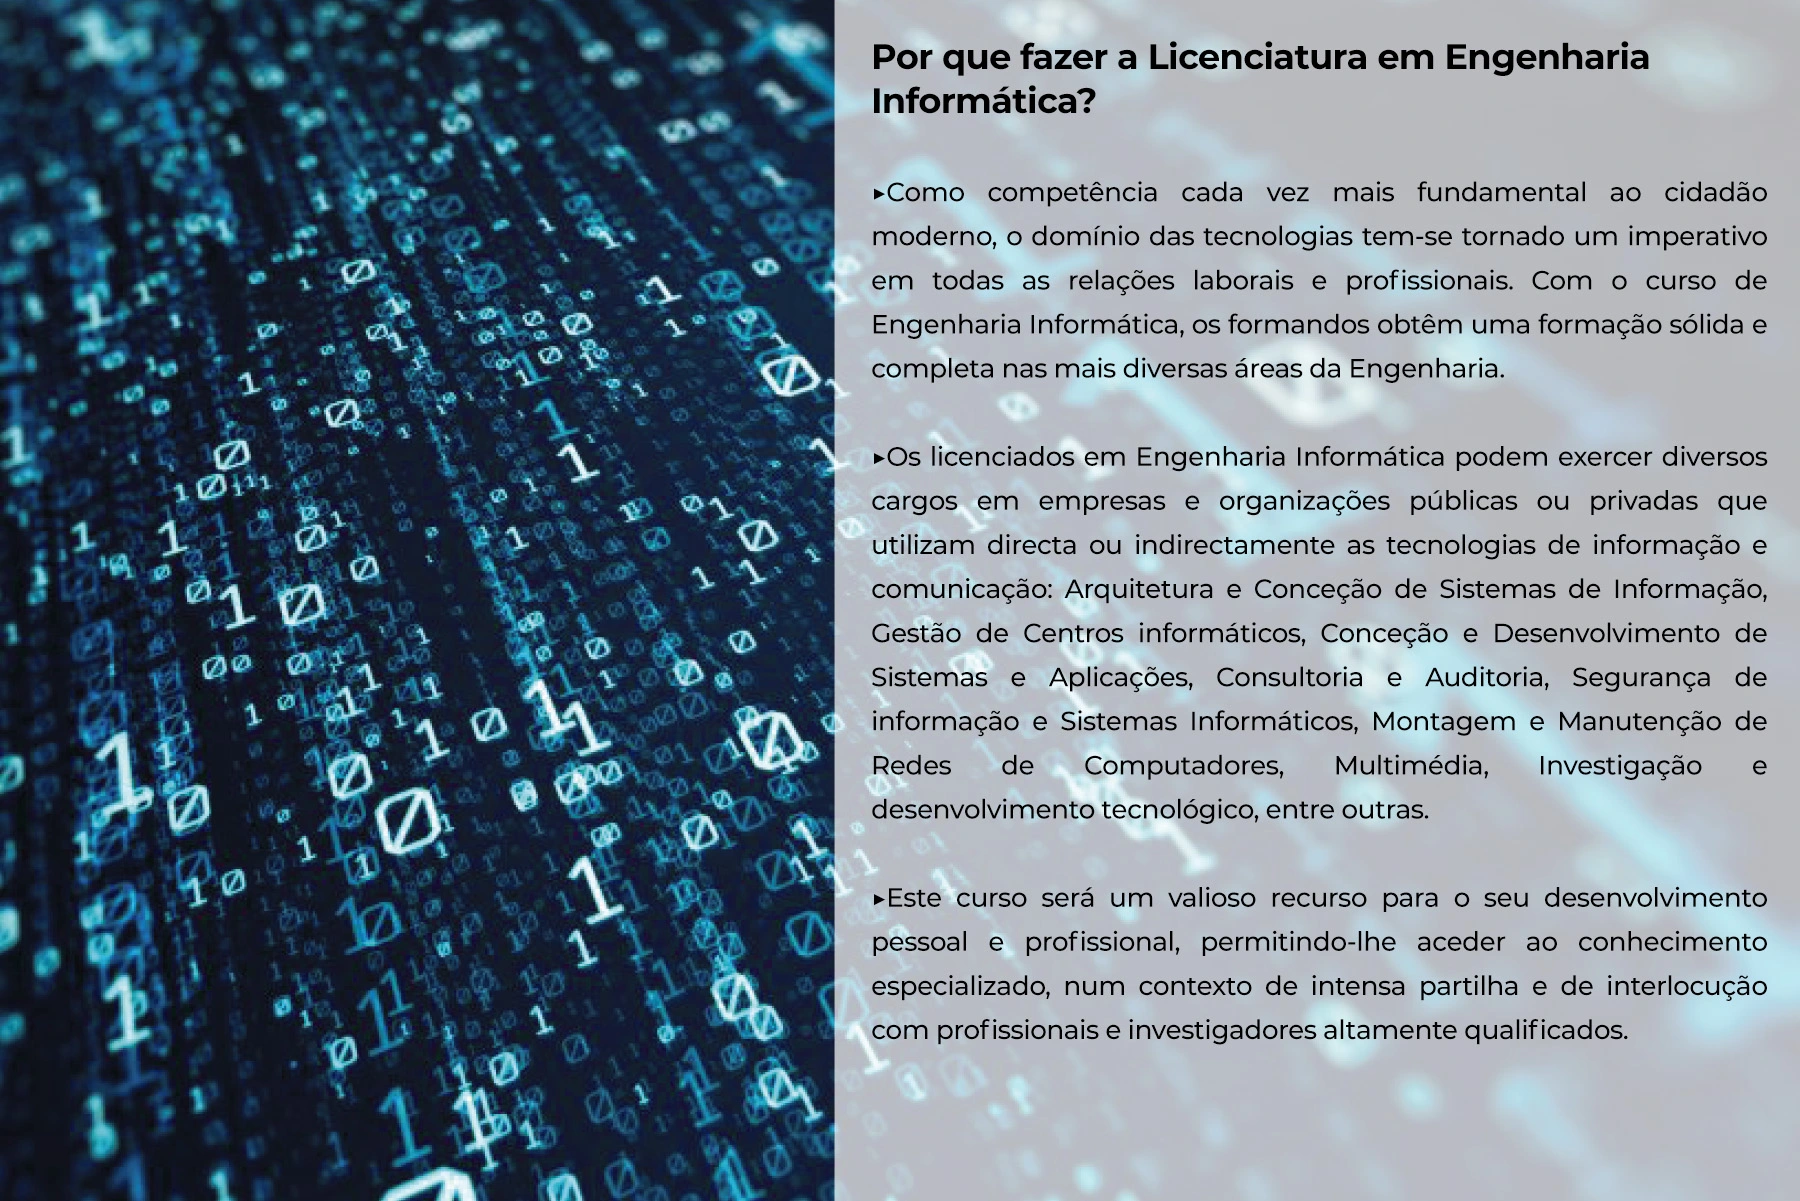 Por que fazer a Licenciatura em Engenharia
Informática?
▸Como competência cada vez mais fundamental ao cidadão
moderno, o domínio das tecnologias tem-se tornado um imperativo
em todas as relações laborais e profissionais. Com o curso de
Engenharia Informática, os formandos obtêm uma formação sólida e
completa nas mais diversas áreas da Engenharia.
▸Os licenciados em Engenharia Informática podem exercer diversos
cargos em empresas e organizações públicas ou privadas que
utilizam directa ou indirectamente as tecnologias de informação e
comunicação: Arquitetura e Conceção de Sistemas de Informação,
Gestão de Centros informáticos, Conceção e Desenvolvimento de
Sistemas e Aplicações, Consultoria e Auditoria, Segurança de
informação e Sistemas Informáticos, Montagem e Manutenção de
Redes de Computadores, Multimédia, Investigação e
desenvolvimento tecnológico, entre outras.
▸Este curso será um valioso recurso para o seu desenvolvimento
pessoal e profissional, permitindo-lhe aceder ao conhecimento
especializado, num contexto de intensa partilha e de interlocução
com profissionais e investigadores altamente qualificados.